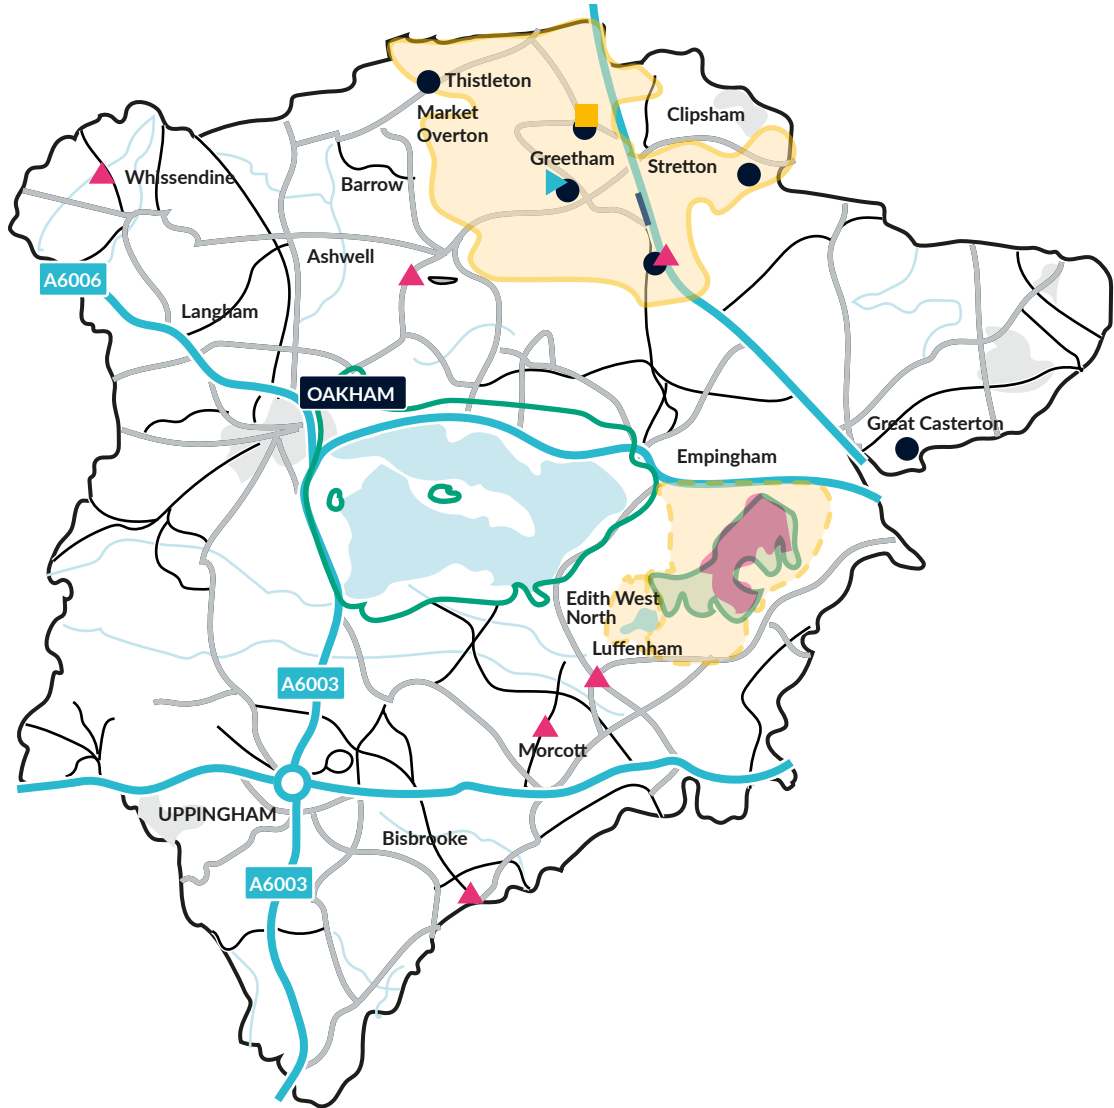 Thistleton
Market
Overton
Clipsham
Greetham
Stretton
Whissendine
Barrow
Ashwell
A6006
Langham
OAKHAM
Great Casterton
Empingham
Edith West
North
Luffenham
A6003
Morcott
UPPINGHAM
Bisbrooke
A6003